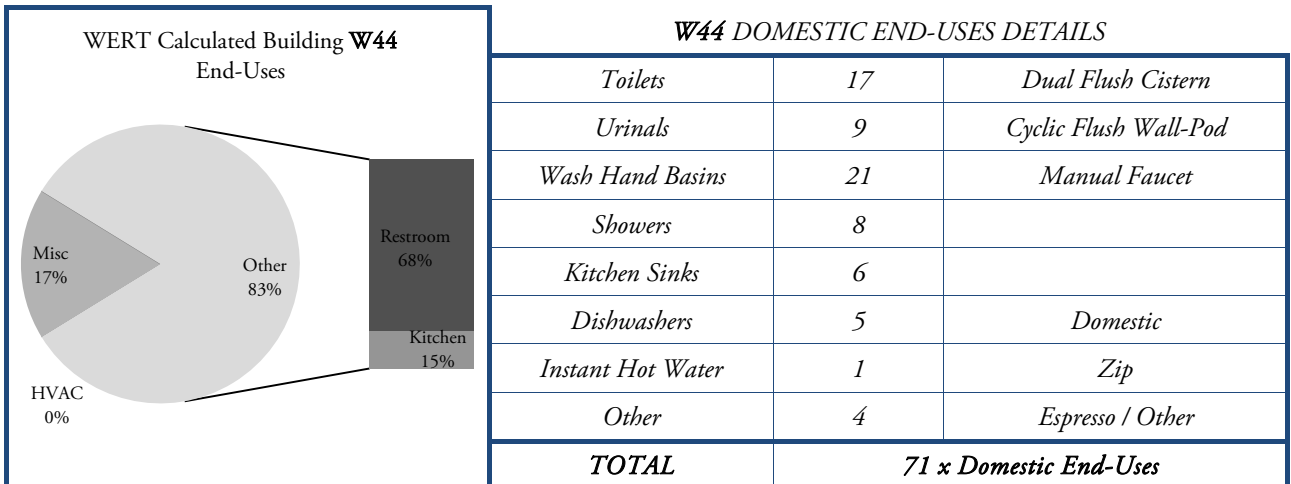 WERT Calculated Building W44
End-Uses
Misc
17%
Other
83%
HVAC
0%
Restroom
68%
Kitchen
15%
W44 DOMESTIC END-USES DETAILS
Toilets 17 Dual Flush Cistern
Urinals 9 Cyclic Flush Wall-Pod
Wash Hand Basins 21 Manual Faucet
Showers 8
Kitchen Sinks 6
Dishwashers 5 Domestic
Instant Hot Water 1 Zip
Other 4 Espresso / Other
TOTAL 71 x Domestic End-Uses